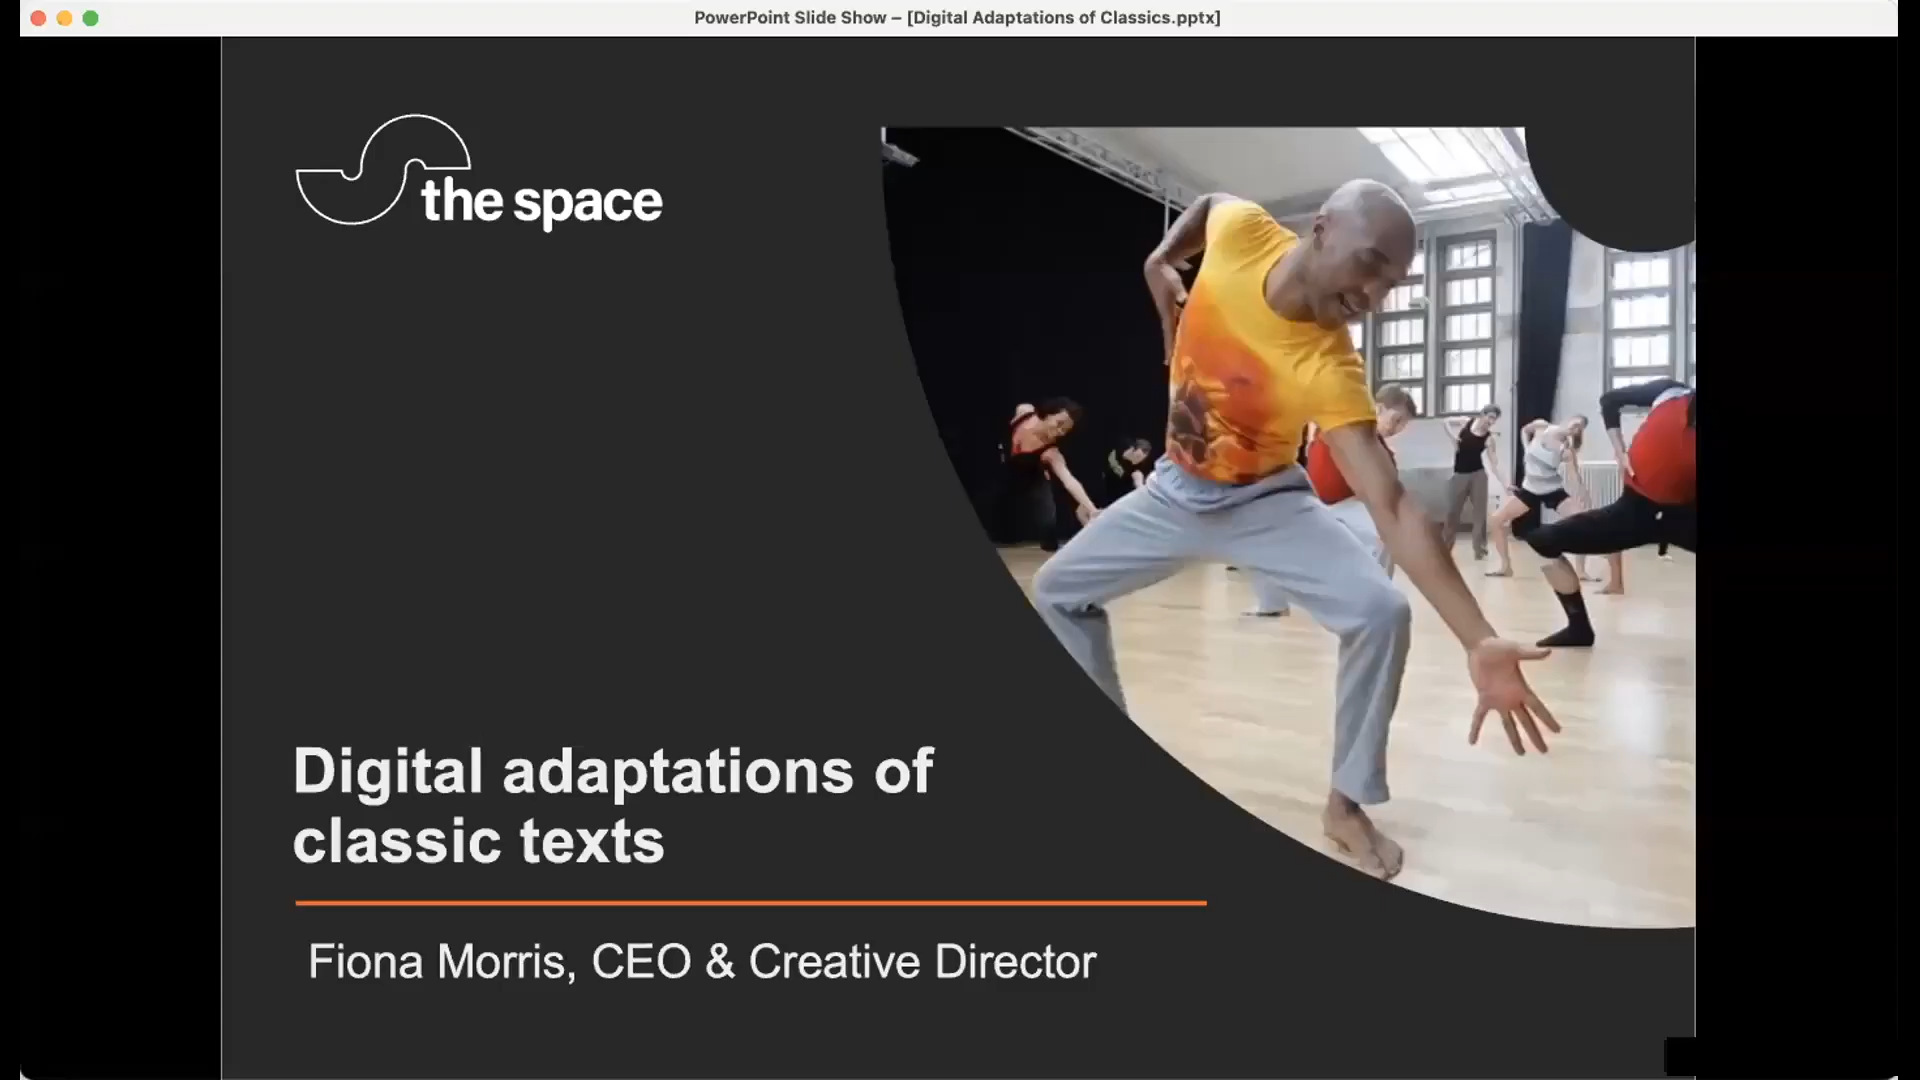 PowerPoint Slide Show – [Digital Adaptations of Classics.pptx]
the space
Digital adaptations of
classic texts
Fiona Morris, CEO & Creative Director